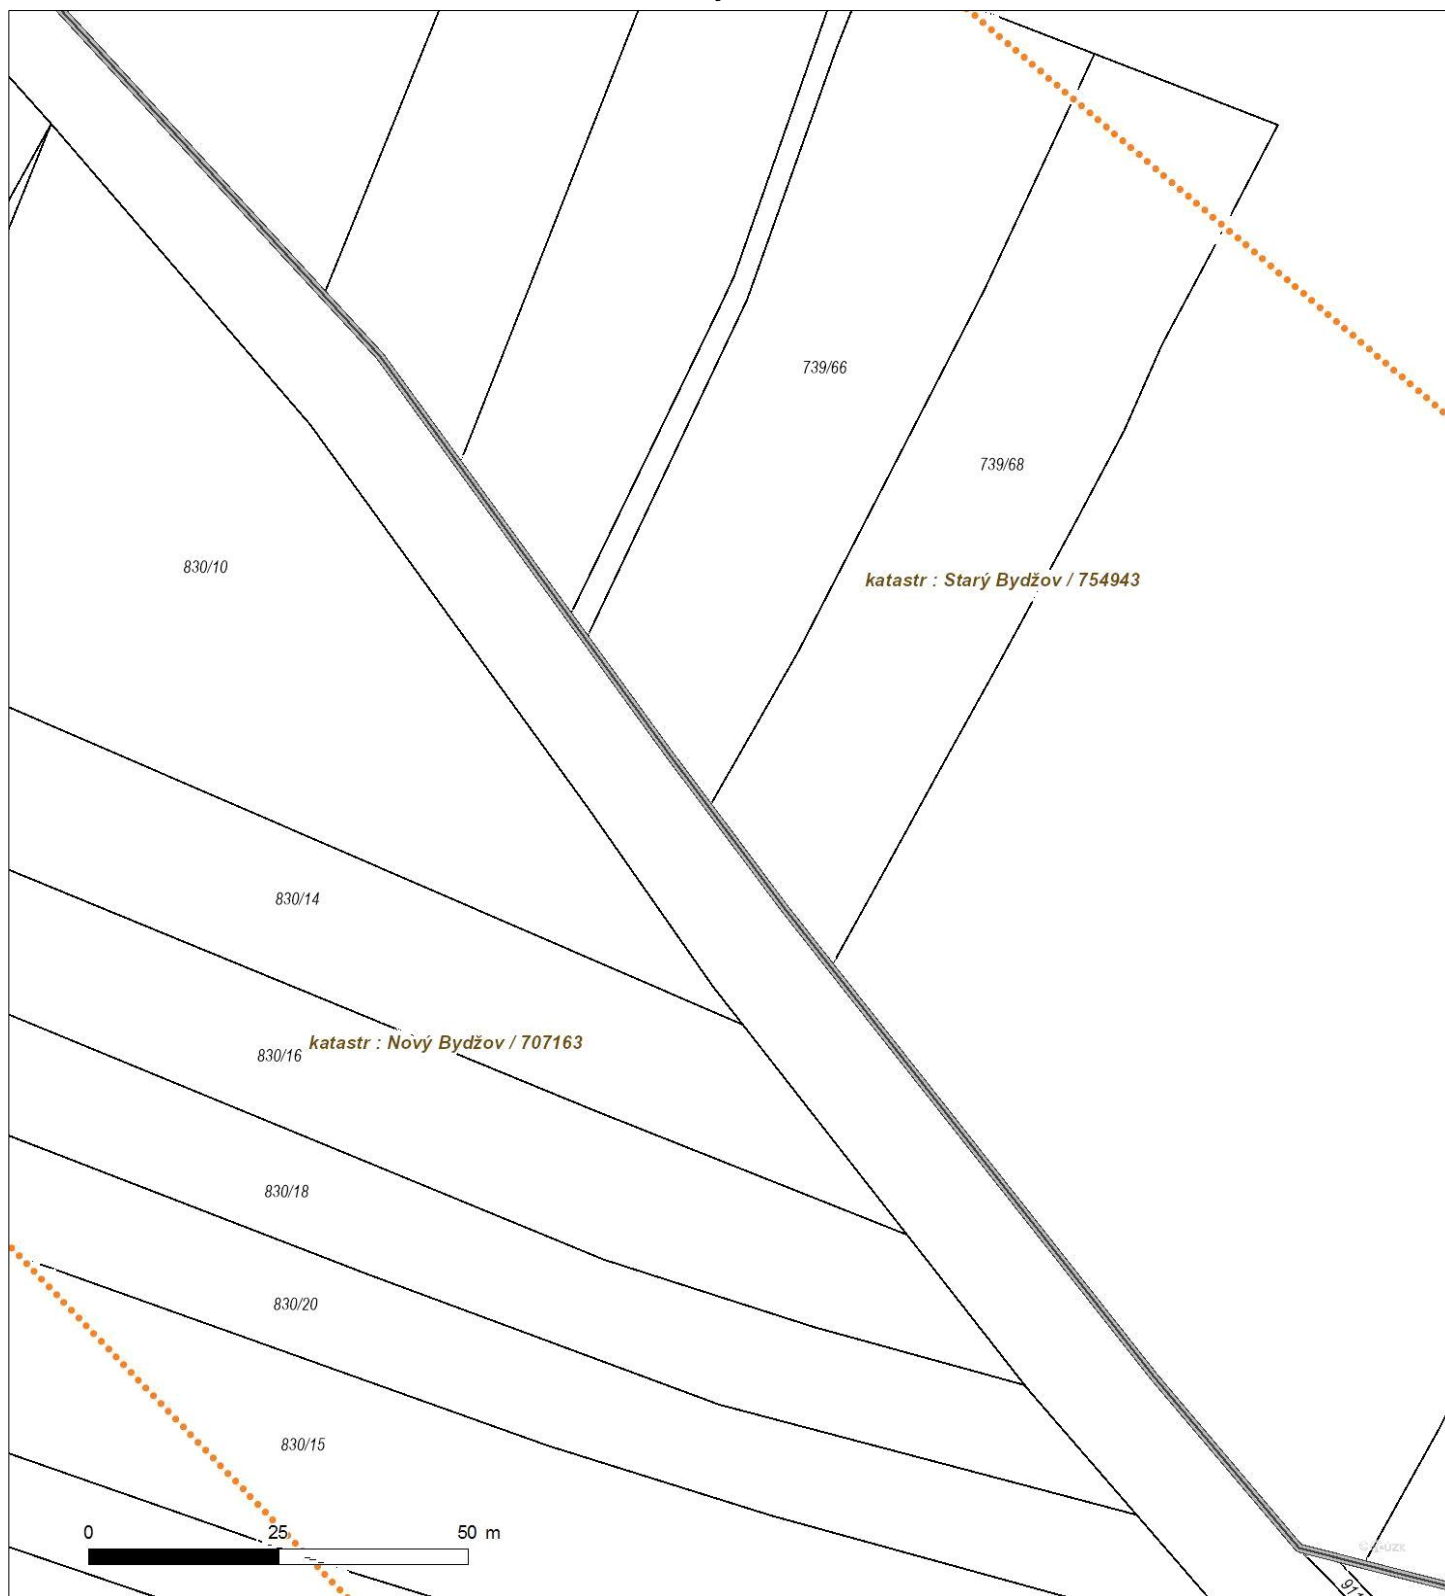 739/66
739/68
830/10
katastr : Starý Bydžov / 754943
830/14
katastr : Nový Bydžov / 707163
830/16
830/18
830/20
830/15
0 25 50 m